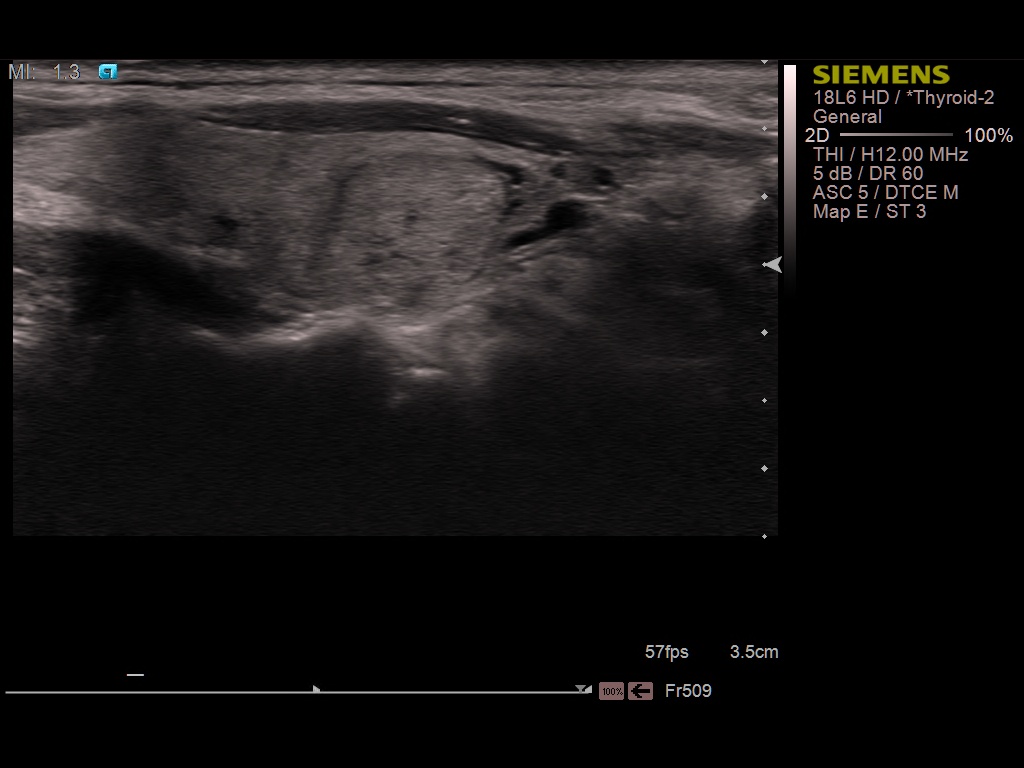 MI: 1.3
SIEMENS
18L6 HD / *Thyroid-2
General
2D 100%
THI / H12.00 MHz
5 dB / DR 60
ASC 5 / DTCE M
Map E / ST 3
57fps 3.5cm
100% Fr509